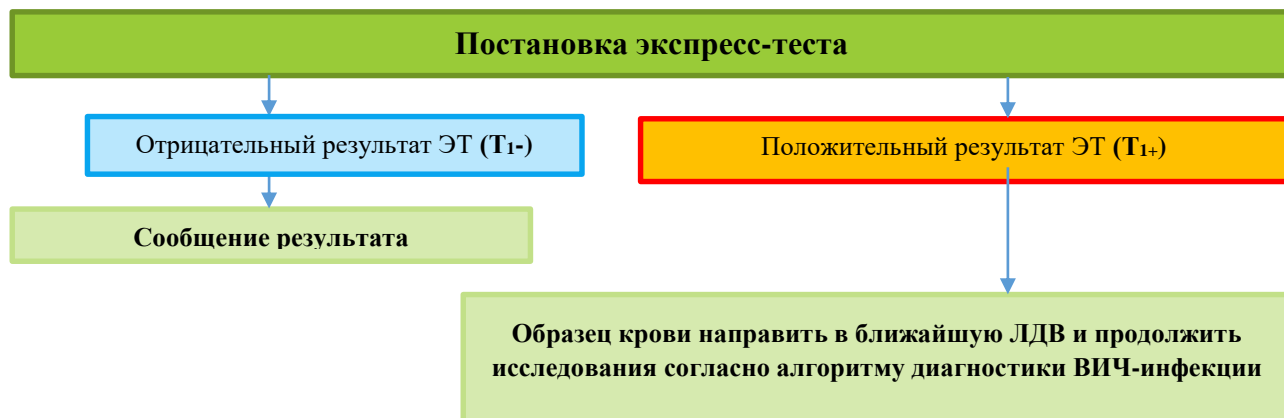 Постановка экспресс-теста
Отрицательный результат ЭТ (Т1-)
Положительный результат ЭТ (Т1+)
Сообщение результата
Образец крови направить в ближайшую ЛДВ и продолжить
исследования согласно алгоритму диагностики ВИЧ-инфекции